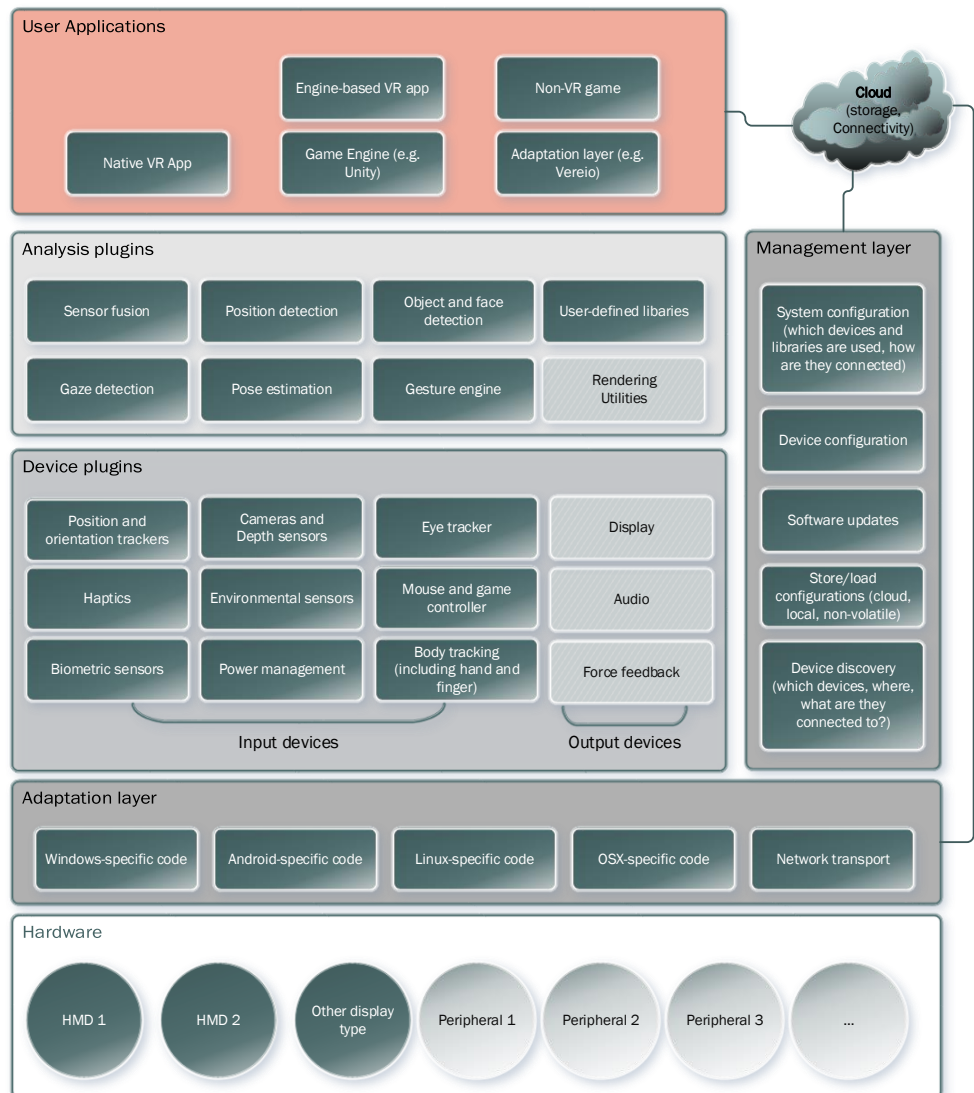 User Applications
Engine-based VR app
Non-VR game
Native VR App
Game Engine (e.g.
Unity)
Adaptation layer (e.g.
Vereio)
Cloud
(storage,
Connectivity)
Analysis plugins
Sensor fusion
Position detection
Object and face
detection
User-defined libaries
Gaze detection
Pose estimation
Gesture engine
Rendering
Utilities
Management layer
System configuration
(which devices and
libraries are used, how
are they connected)
Device configuration
Software updates
Store/load
configurations (cloud,
local, non-volatile)
Device discovery
(which devices, where,
what are they
connected to?)
Device plugins
Position and
orientation trackers
Cameras and
Depth sensors
Eye tracker
Display
Haptics
Environmental sensors
Mouse and game
controller
Audio
Biometric sensors
Power management
Body tracking
(including hand and
finger)
Force feedback
Input devices
Output devices
Adaptation layer
Windows-specific code
Android-specific code
Linux-specific code
OSX-specific code
Network transport
Hardware
HMD 1
HMD 2
Other display
type
Peripheral 1
Peripheral 2
Peripheral 3
...